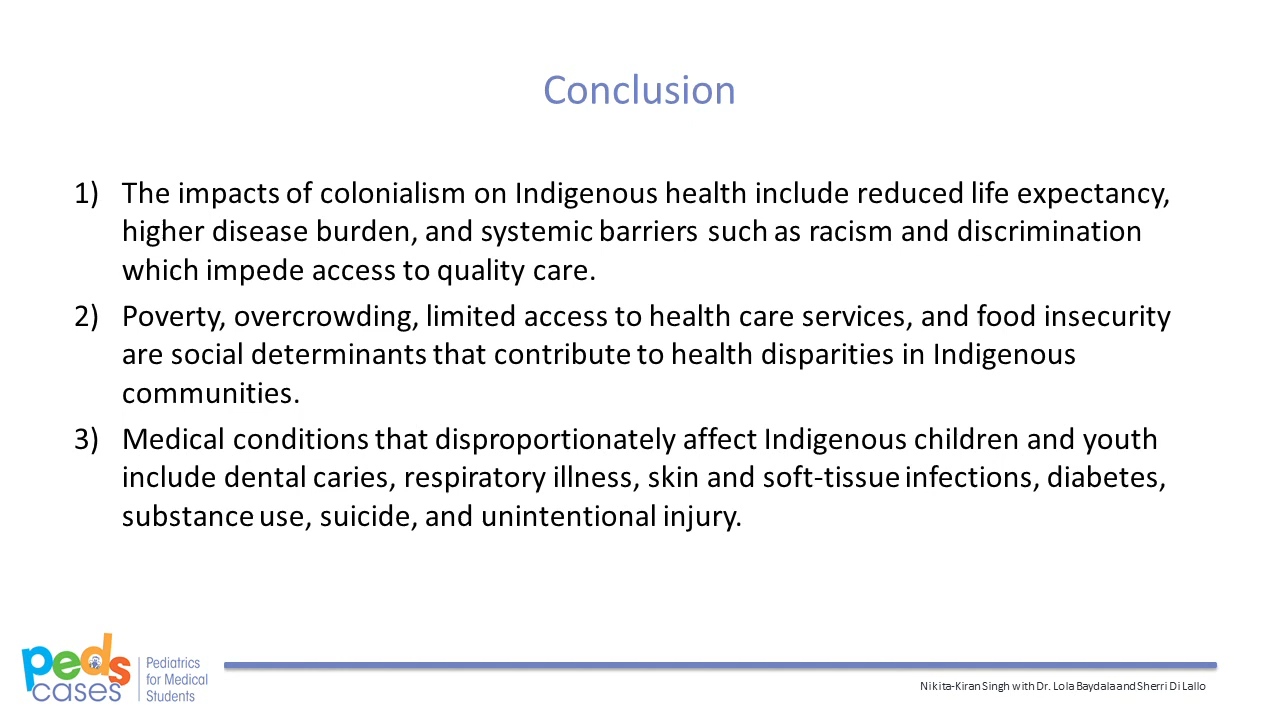 Conclusion
1) The impacts of colonialism on Indigenous health include reduced life expectancy,
higher disease burden, and systemic barriers such as racism and discrimination
which impede access to quality care.
2) Poverty, overcrowding, limited access to health care services, and food insecurity
are social determinants that contribute to health disparities in Indigenous
communities.
3) Medical conditions that disproportionately affect Indigenous children and youth
include dental caries, respiratory illness, skin and soft-tissue infections, diabetes,
substance use, suicide, and unintentional injury.
peds
cases
Pediatrics
for Medical
Students
Nikita-Kiran Singh with Dr. Lola Baydala and Sherri Di Lallo